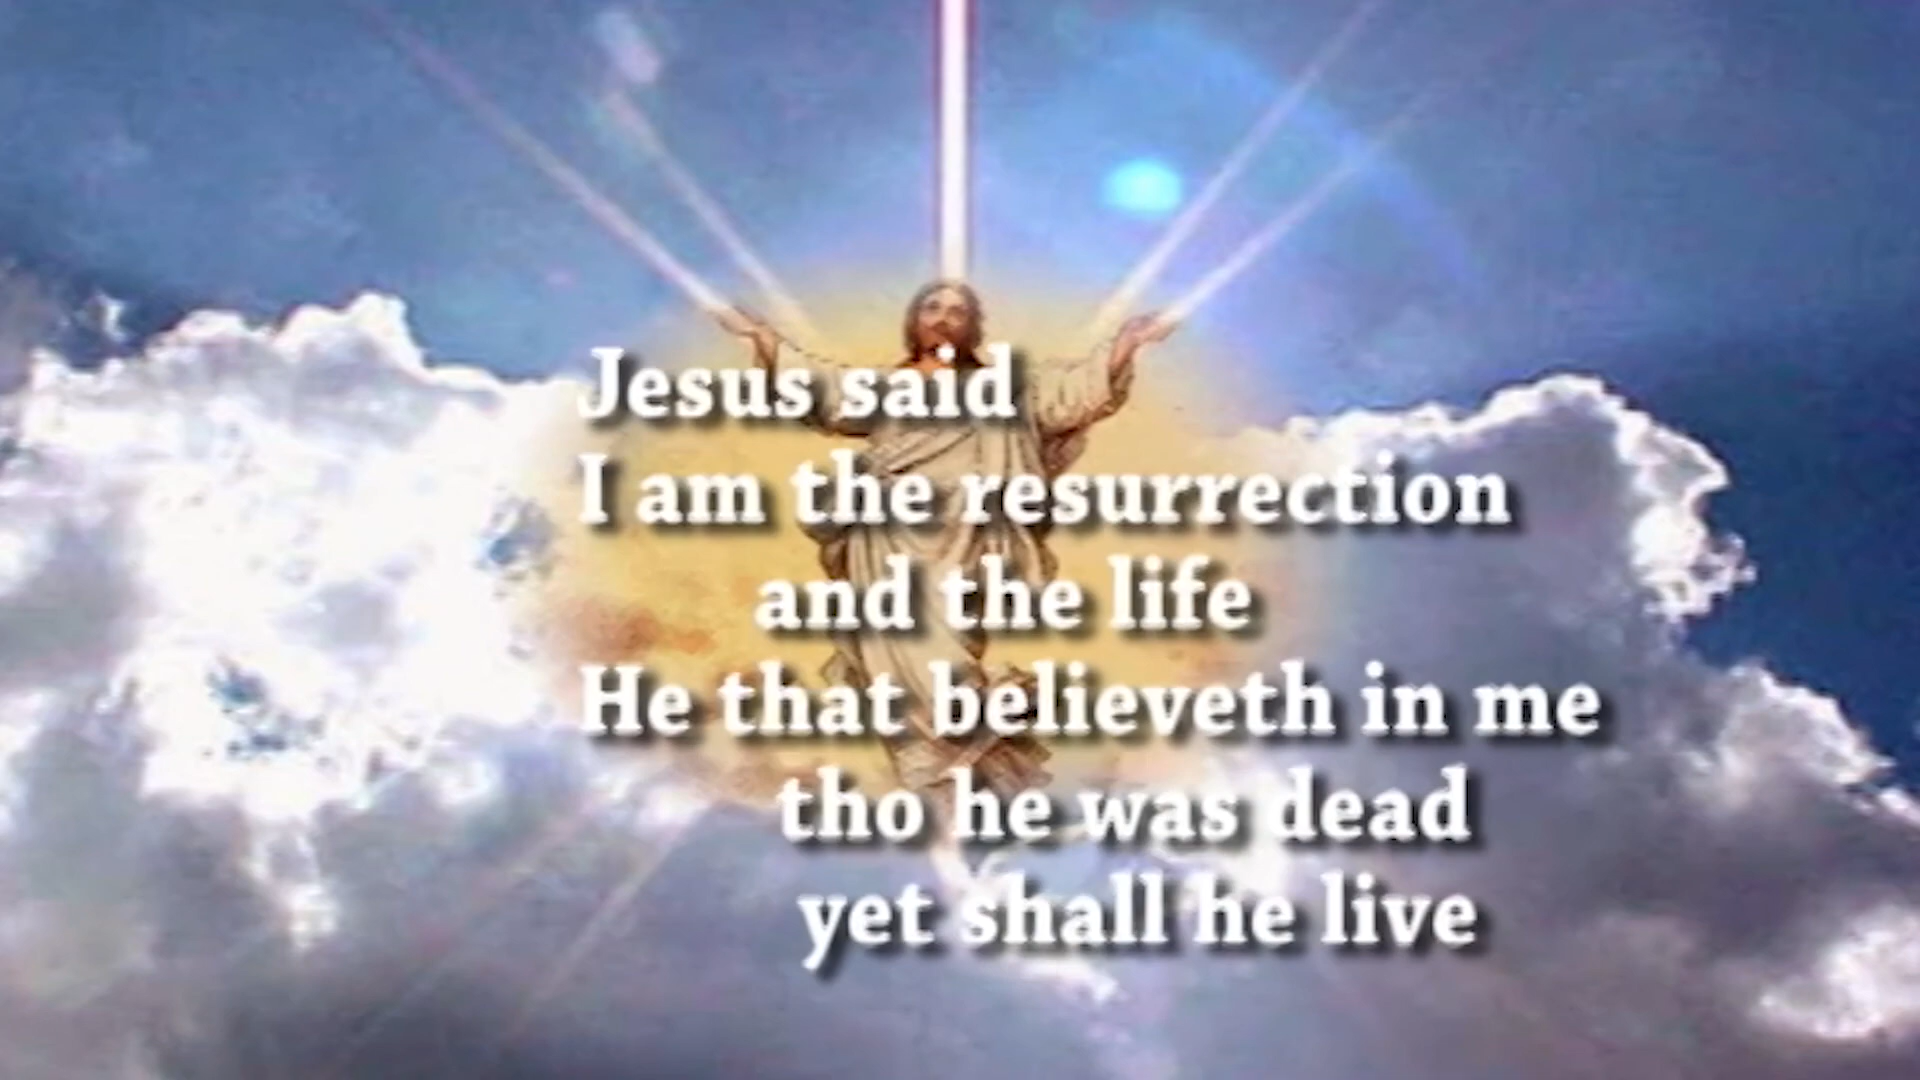 Jesus said
I am the resurrection
and the life
He that believeth in me
tho he was dead
yet shall he live